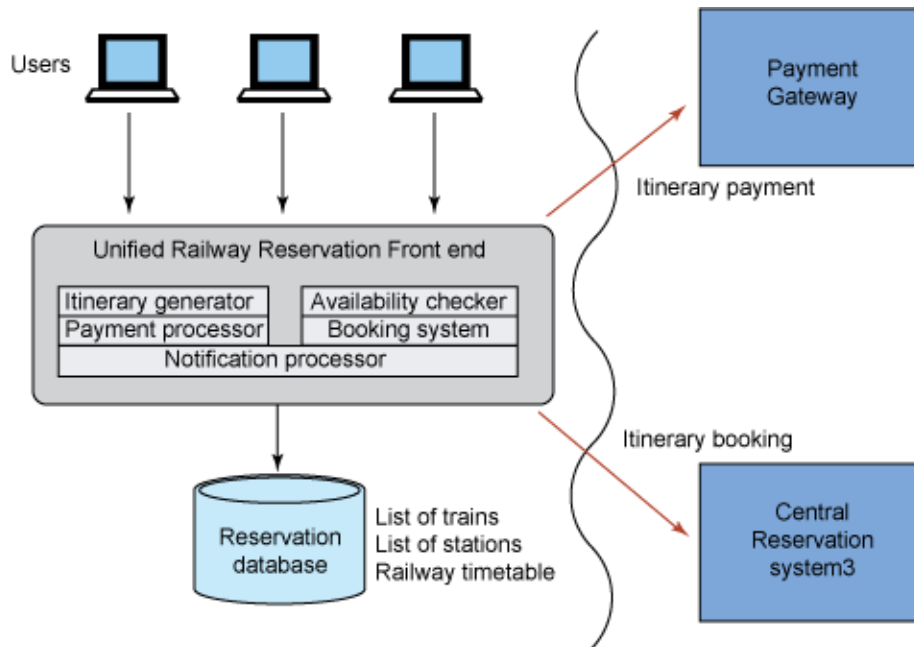 Users
Payment
Gateway
Itinerary payment
Unified Railway Reservation Front end
Itinerary generator
Availability checker
Payment processor
Booking system
Notification processor
Itinerary booking
Reservation
database
List of trains
List of stations
Railway timetable
Central
Reservation
system3